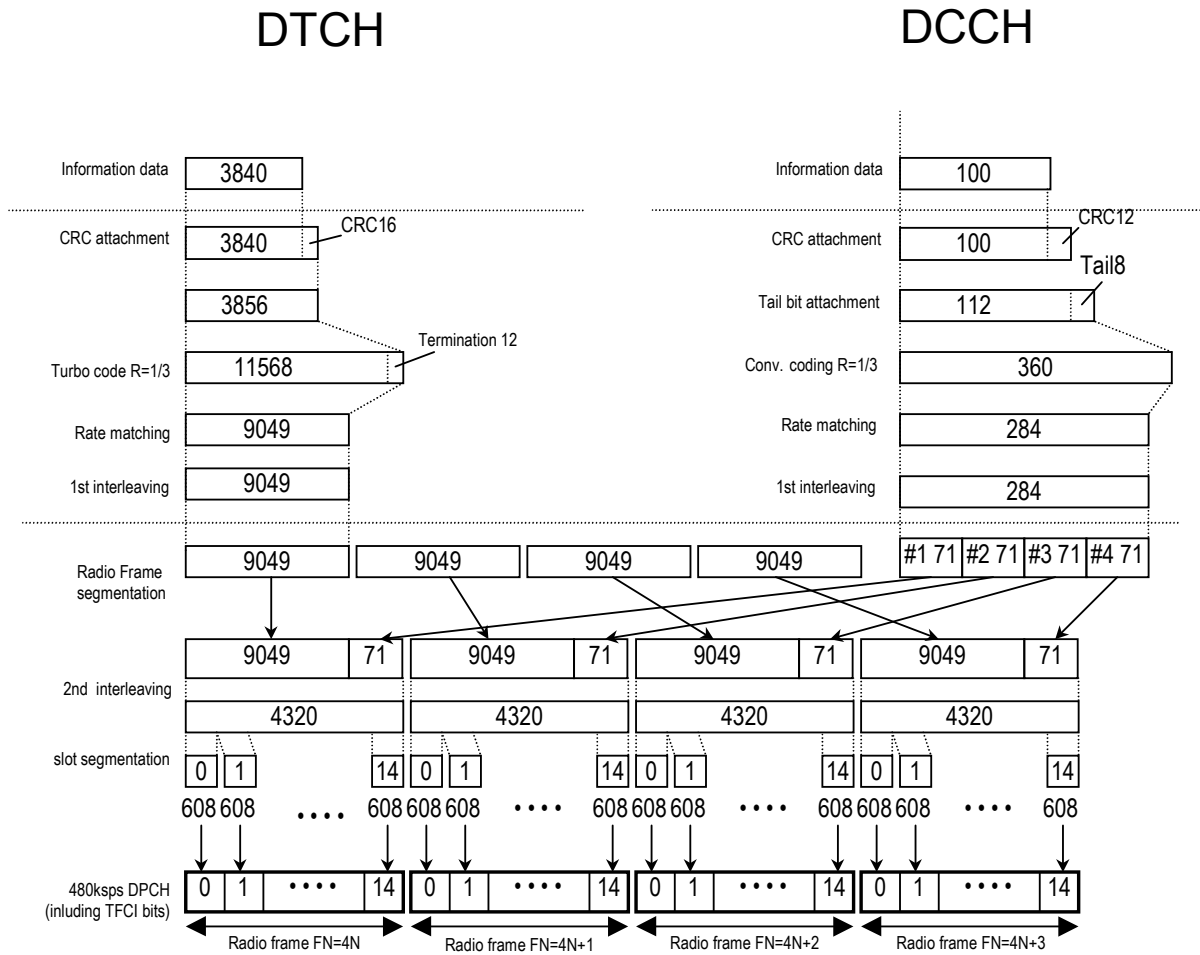 DTCH DCCH
Information data 3840 Information data 100
CRC attachment 3840 CRC16 CRC attachment 100 CRC12
3856 Tail bit attachment 112 Tail8
Turbo code R=1/3 11568 Termination 12 Conv. coding R=1/3 360
Rate matching 9049 Rate matching 284
1st interleaving 9049 1st interleaving 284
Radio Frame segmentation 9049 9049 9049 9049 #1 71 #2 71 #3 71 #4 71
9049 71 9049 71 9049 71 9049 71
2nd interleaving
4320 4320 4320 4320
slot segmentation 0 1 14 0 1 14 0 1 14 0 1 14
608 608 •••• 608 608 608 •••• 608 608 608 •••• 608 608 608 •••• 608
480ksps DPCH (inluding TFCI bits) 0 1 •••• 14 0 1 •••• 14 0 1 •••• 14 0 1 •••• 14
Radio frame FN=4N Radio frame FN=4N+1 Radio frame FN=4N+2 Radio frame FN=4N+3